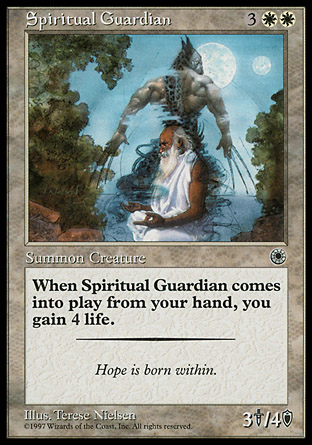 Spiritual Guardian 3
Summon Creature
When Spiritual Guardian comes
into play from your hand, you
gain 4 life.
Hope is born within.
Illus. Terese Nielsen
©1997 Wizards of the Coast, Inc. All rights reserved.
3/4